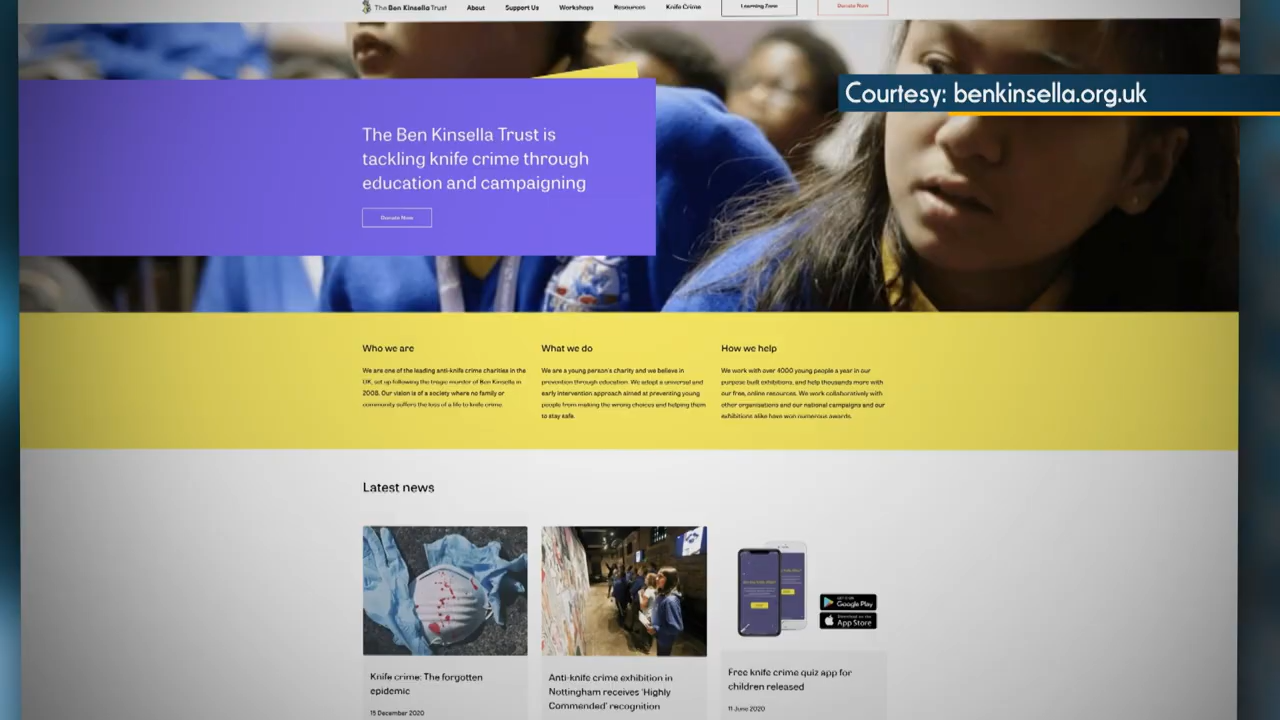 The Ben Kinsella Trust
About
Support Us
Workshops
Resources
Knife Crime
Learning Zone
Donate Now
Courtesy: benkinsella.org.uk
The Ben Kinsella Trust is
tackling knife crime through
education and campaigning
Donate Now
Who we are
We are one of the leading anti-knife crime charities in the
UK, set up following the tragic murder of Ben Kinsella in
2008. Our vision is of a society where no family or
community suffers the loss of a life to knife crime.
What we do
We are a young person's charity and we believe in
prevention through education. We adopt a universal and
early intervention approach aimed at preventing young
people from making the wrong choices and helping them
to stay safe.
How we help
We work with over 4000 young people a year in our
purpose built exhibitions, and help thousands more with
our free, online resources. We work collaboratively with
other organisations and our national campaigns and our
exhibitions alike have won numerous awards.
Latest news
Knife crime: The forgotten
epidemic
15 December 2020
Anti-knife crime exhibition in
Nottingham receives 'Highly
Commended' recognition
Google Play
App Store
Free knife crime quiz app for
children released
11 June 2020